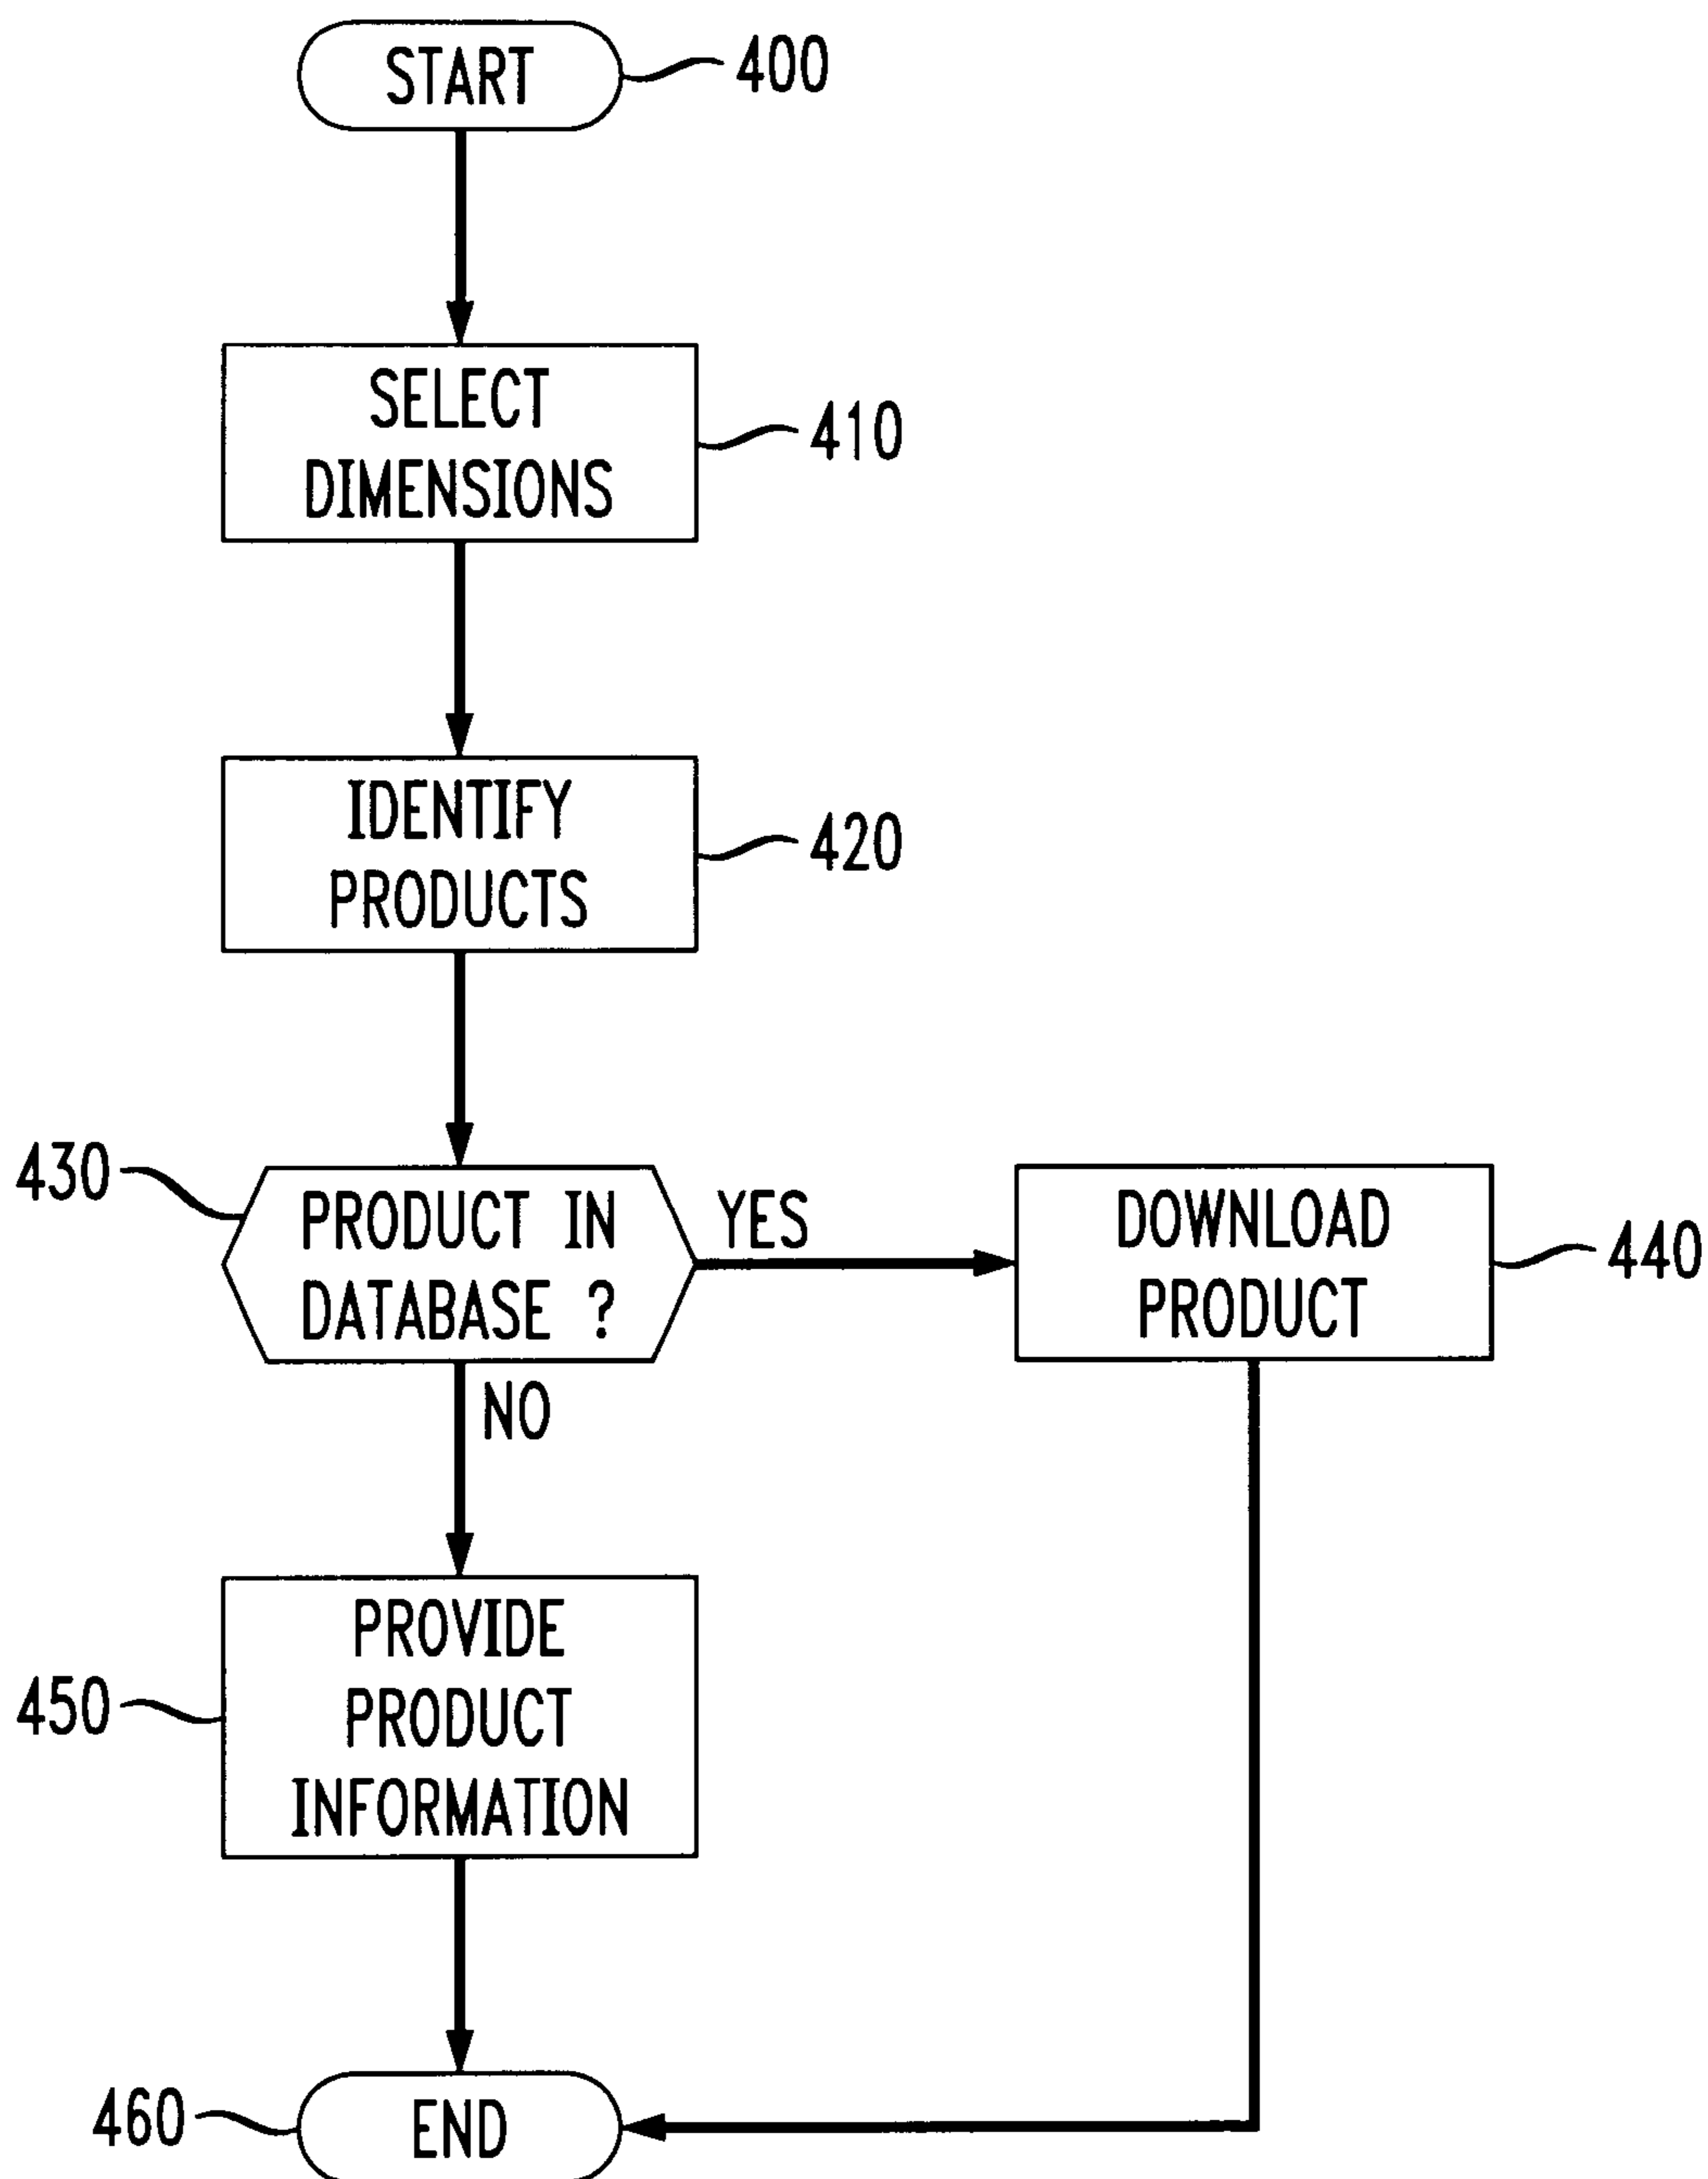 START
400
SELECT
DIMENSIONS
410
IDENTIFY
PRODUCTS
420
430
PRODUCT IN
DATABASE ?
YES
DOWNLOAD
PRODUCT
440
NO
450
PROVIDE
PRODUCT
INFORMATION
460
END